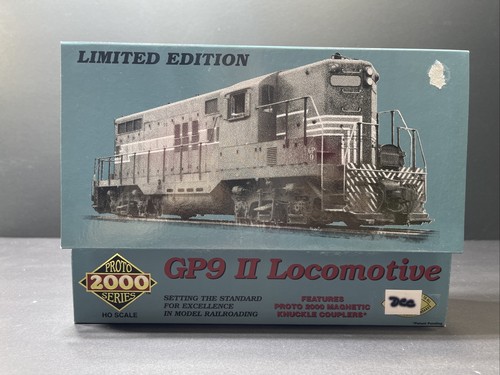 LIMITED EDITION
GP9 II Locomotive
PROTO
2000
SERIES
HO SCALE
SETTING THE STANDARD
FOR EXCELLENCE
IN MODEL RAILROADING
FEATURES
PROTO 2000 MAGNETIC
KNUCKLE COUPLERS*
DCC